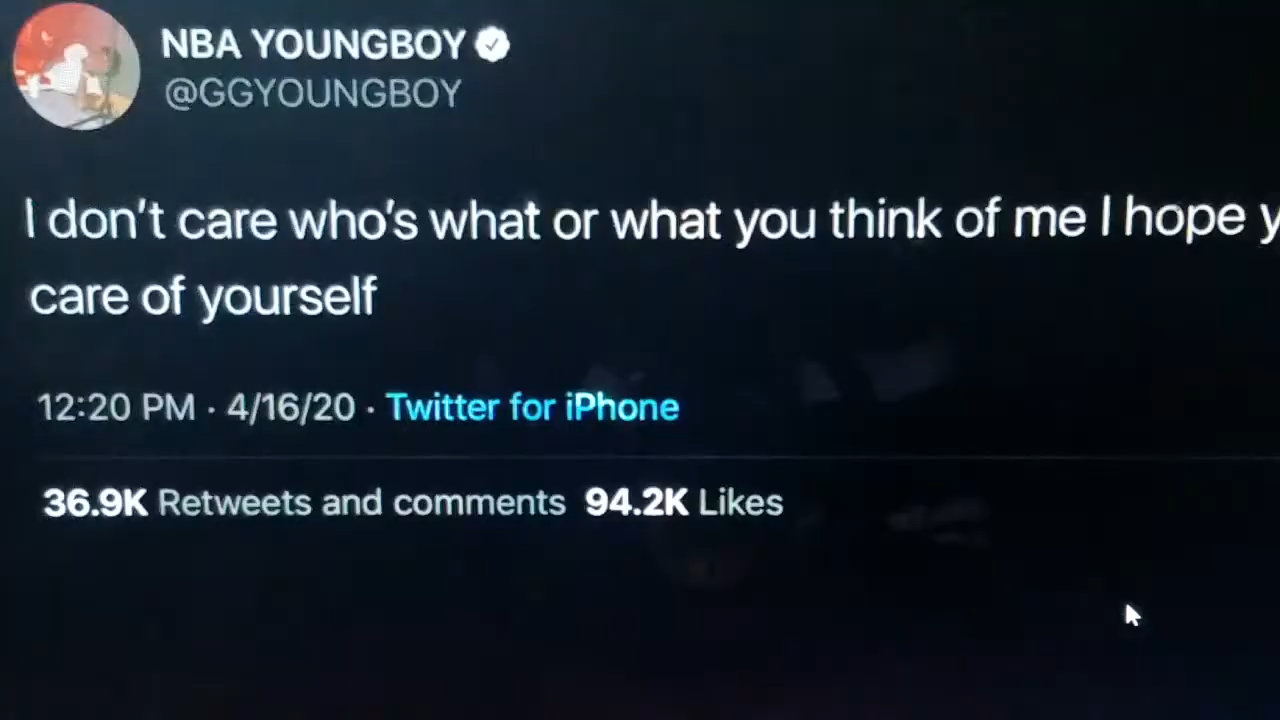 NBA YOUNGBOY
@GGYOUNGBOY
I don't care who's what or what you think of me I hope y
care of yourself
12:20 PM · 4/16/20 · Twitter for iPhone
36.9K Retweets and comments 94.2K Likes